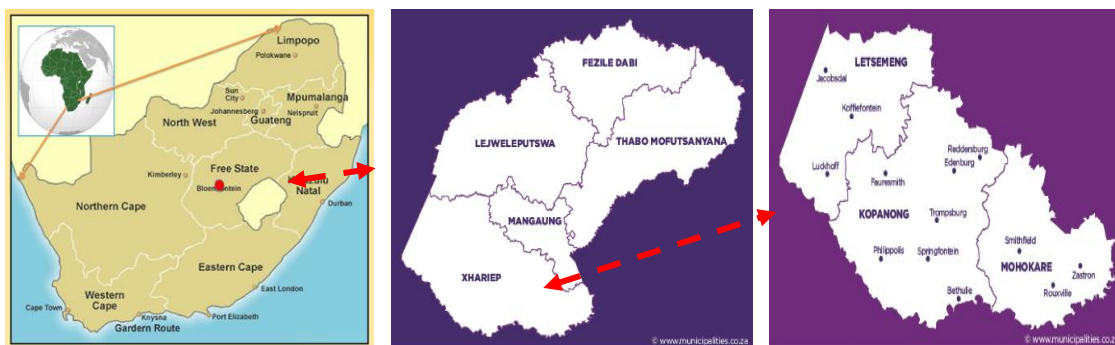 Limpopo
Polokwane
Sun
City
Mpumalanga
Johannesberg
Nelspruit
Guateng
North West
Free State
Kimberley
Natal
Durban
Northern Cape
Eastern Cape
East London
Western
Cape
Cape Town
Knysna
Port Elizabeth
Gardern Route
FEZILE DABI
LEJWELEPUTSWA
THABO MOFUTSANYANA
MANGAUNG
XHARIEP
© www.municipalities.co.za
LETSEMENG
Jacobsdal
Koffiefontein
Reddersburg
Edenburg
Luckhoff
Fauresmith
KOPANONG
Trompsburg
Smithfield
Philippolis
Springfontein
MOHOKARE
Zastron
Rouxville
Bethulie
© www.municipalities.co.za